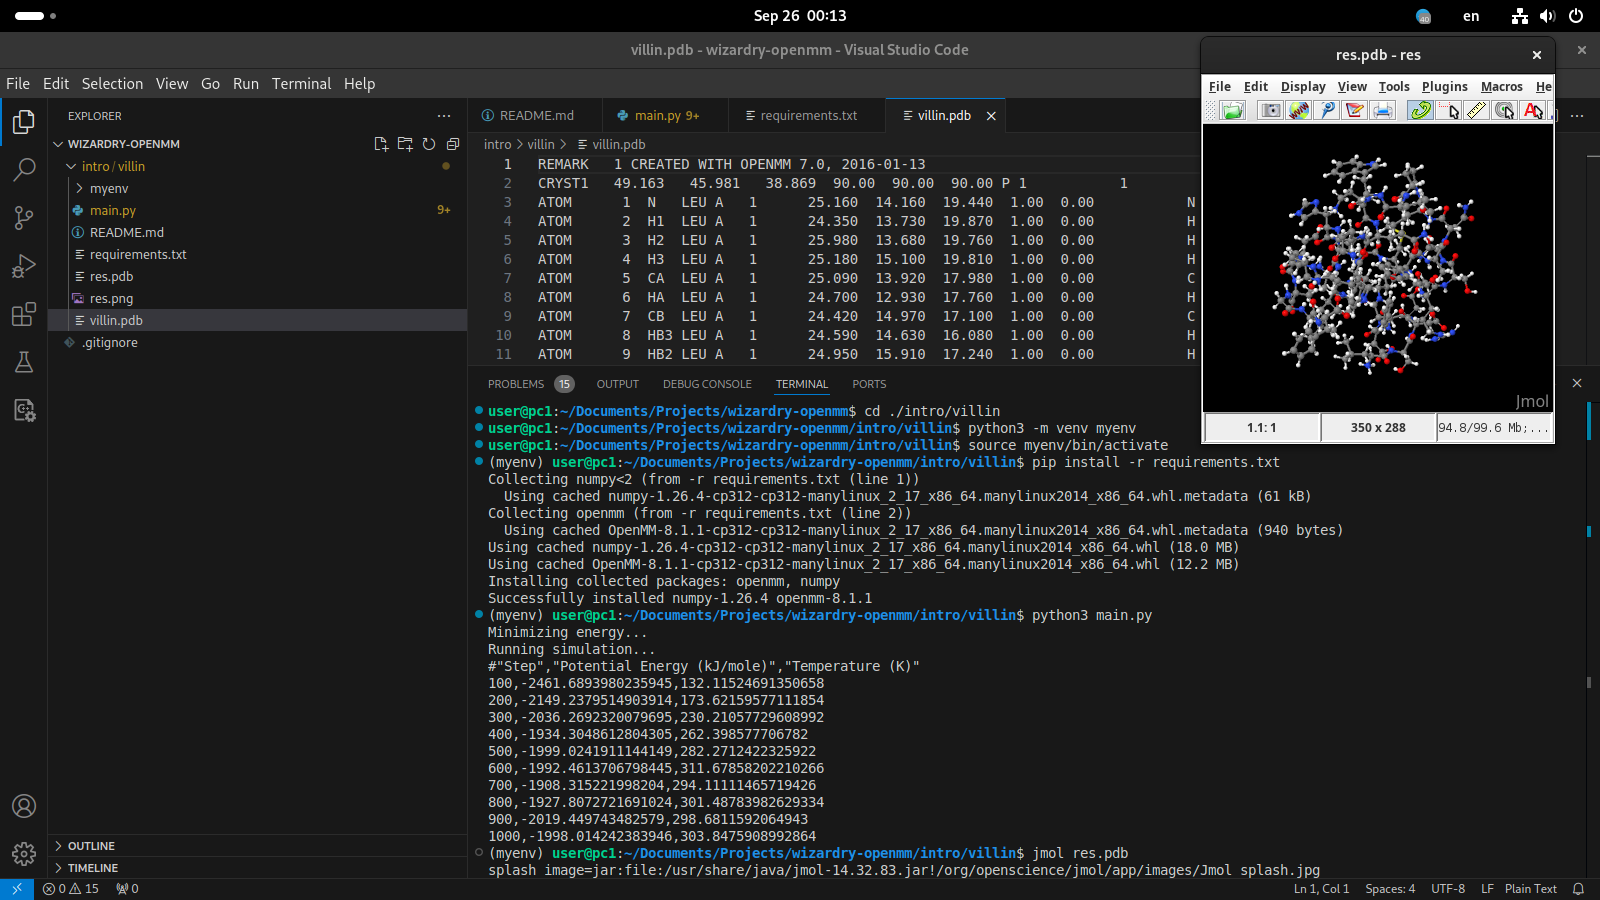 Sep 26 00:13
40
en
villin.pdb - wizardry-openmm - Visual Studio Code
File Edit Selection View Go Run Terminal Help
EXPLORER
WIZARDRY-OPENMM
intro / villin
myenv
main.py 9+
README.md
requirements.txt
res.pdb
res.png
villin.pdb
.gitignore
OUTLINE
TIMELINE
README.md main.py 9+ requirements.txt villin.pdb
intro > villin > villin.pdb
1 REMARK 1 CREATED WITH OPENMM 7.0, 2016-01-13
2 CRYST1 49.163 45.981 38.869 90.00 90.00 90.00 P 1 1
3 ATOM 1 N LEU A 1 25.160 14.160 19.440 1.00 0.00 N
4 ATOM 2 H1 LEU A 1 24.350 13.730 19.870 1.00 0.00 H
5 ATOM 3 H2 LEU A 1 25.980 13.680 19.760 1.00 0.00 H
6 ATOM 4 H3 LEU A 1 25.180 15.100 19.810 1.00 0.00 H
7 ATOM 5 CA LEU A 1 25.090 13.920 17.980 1.00 0.00 C
8 ATOM 6 HA LEU A 1 24.700 12.930 17.760 1.00 0.00 H
9 ATOM 7 CB LEU A 1 24.420 14.970 17.100 1.00 0.00 C
10 ATOM 8 HB3 LEU A 1 24.590 14.630 16.080 1.00 0.00 H
11 ATOM 9 HB2 LEU A 1 24.950 15.910 17.240 1.00 0.00 H
PROBLEMS 15 OUTPUT DEBUG CONSOLE TERMINAL PORTS
user@pc1:~/Documents/Projects/wizardry-openmm$ cd ./intro/villin
user@pc1:~/Documents/Projects/wizardry-openmm/intro/villin$ python3 -m venv myenv
user@pc1:~/Documents/Projects/wizardry-openmm/intro/villin$ source myenv/bin/activate
(myenv) user@pc1:~/Documents/Projects/wizardry-openmm/intro/villin$ pip install -r requirements.txt
Collecting numpy<2 (from -r requirements.txt (line 1))
Using cached numpy-1.26.4-cp312-cp312-manylinux_2_17_x86_64.manylinux2014_x86_64.whl.metadata (61 kB)
Collecting openmm (from -r requirements.txt (line 2))
Using cached OpenMM-8.1.1-cp312-cp312-manylinux_2_17_x86_64.manylinux2014_x86_64.whl.metadata (940 bytes)
Using cached numpy-1.26.4-cp312-cp312-manylinux_2_17_x86_64.manylinux2014_x86_64.whl (18.0 MB)
Using cached OpenMM-8.1.1-cp312-cp312-manylinux_2_17_x86_64.manylinux2014_x86_64.whl (12.2 MB)
Installing collected packages: openmm, numpy
Successfully installed numpy-1.26.4 openmm-8.1.1
(myenv) user@pc1:~/Documents/Projects/wizardry-openmm/intro/villin$ python3 main.py
Minimizing energy...
Running simulation...
#"Step","Potential Energy (kJ/mole)","Temperature (K)"
100,-2461.6893980235945,132.11524691350658
200,-2149.2379514903914,173.62159577111854
300,-2036.2692320079695,230.21057729608992
400,-1934.3048612804305,262.398577706782
500,-1999.0241911144149,282.2712422325922
600,-1992.4613706798445,311.67858202210266
700,-1908.315221998204,294.11111465719426
800,-1927.8072721691024,301.48783982629334
900,-2019.449743482579,298.6811592064943
1000,-1998.014242383946,303.8475908992864
(myenv) user@pc1:~/Documents/Projects/wizardry-openmm/intro/villin$ jmol res.pdb
splash image=jar:file:/usr/share/java/jmol-14.32.83.jar!/org/openscience/jmol/app/images/Jmol_splash.jpg
res.pdb - res
File Edit Display View Tools Plugins Macros He
Jmol
1.1: 1 350 x 288 94.8/99.6 Mb;...
0 15 0
Ln 1, Col 1 Spaces: 4 UTF-8 LF Plain Text